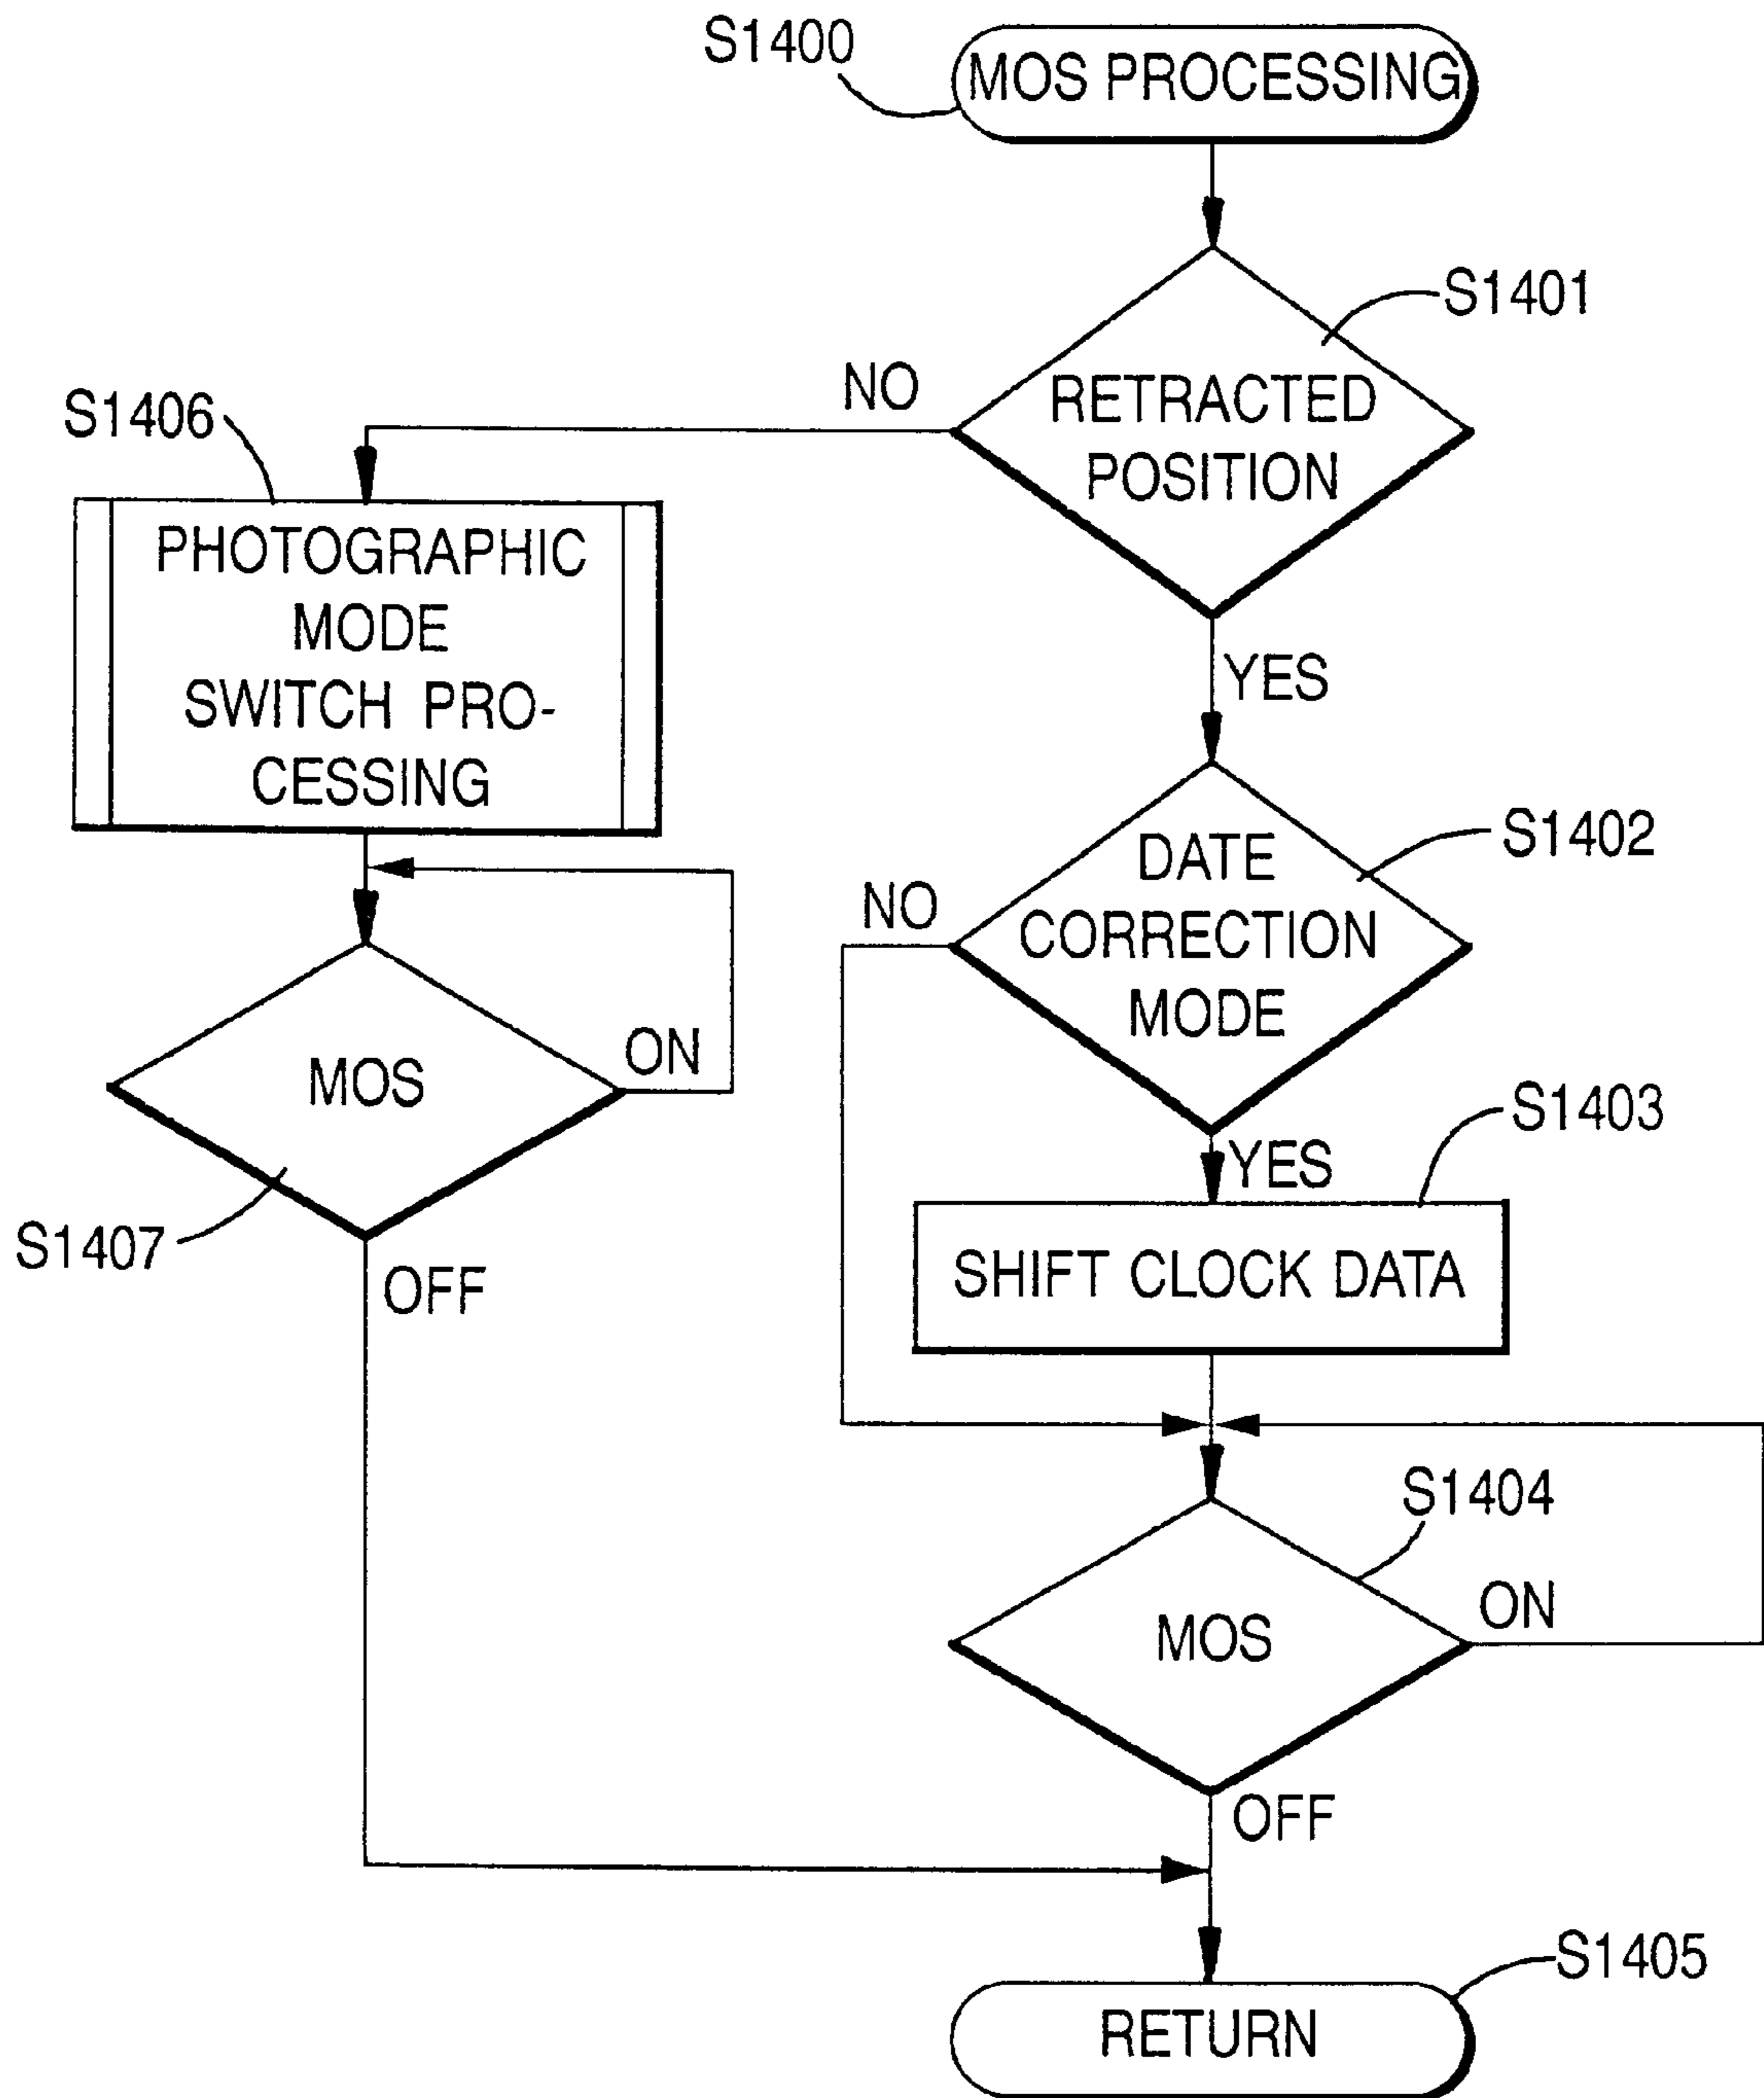 S1400
MOS PROCESSING
S1401
RETRACTED
POSITION
NO
YES
S1406
PHOTOGRAPHIC
MODE
SWITCH PRO-
CESSING
S1402
DATE
CORRECTION
MODE
NO
YES
MOS
ON
S1407
OFF
S1403
SHIFT CLOCK DATA
S1404
MOS
ON
OFF
S1405
RETURN